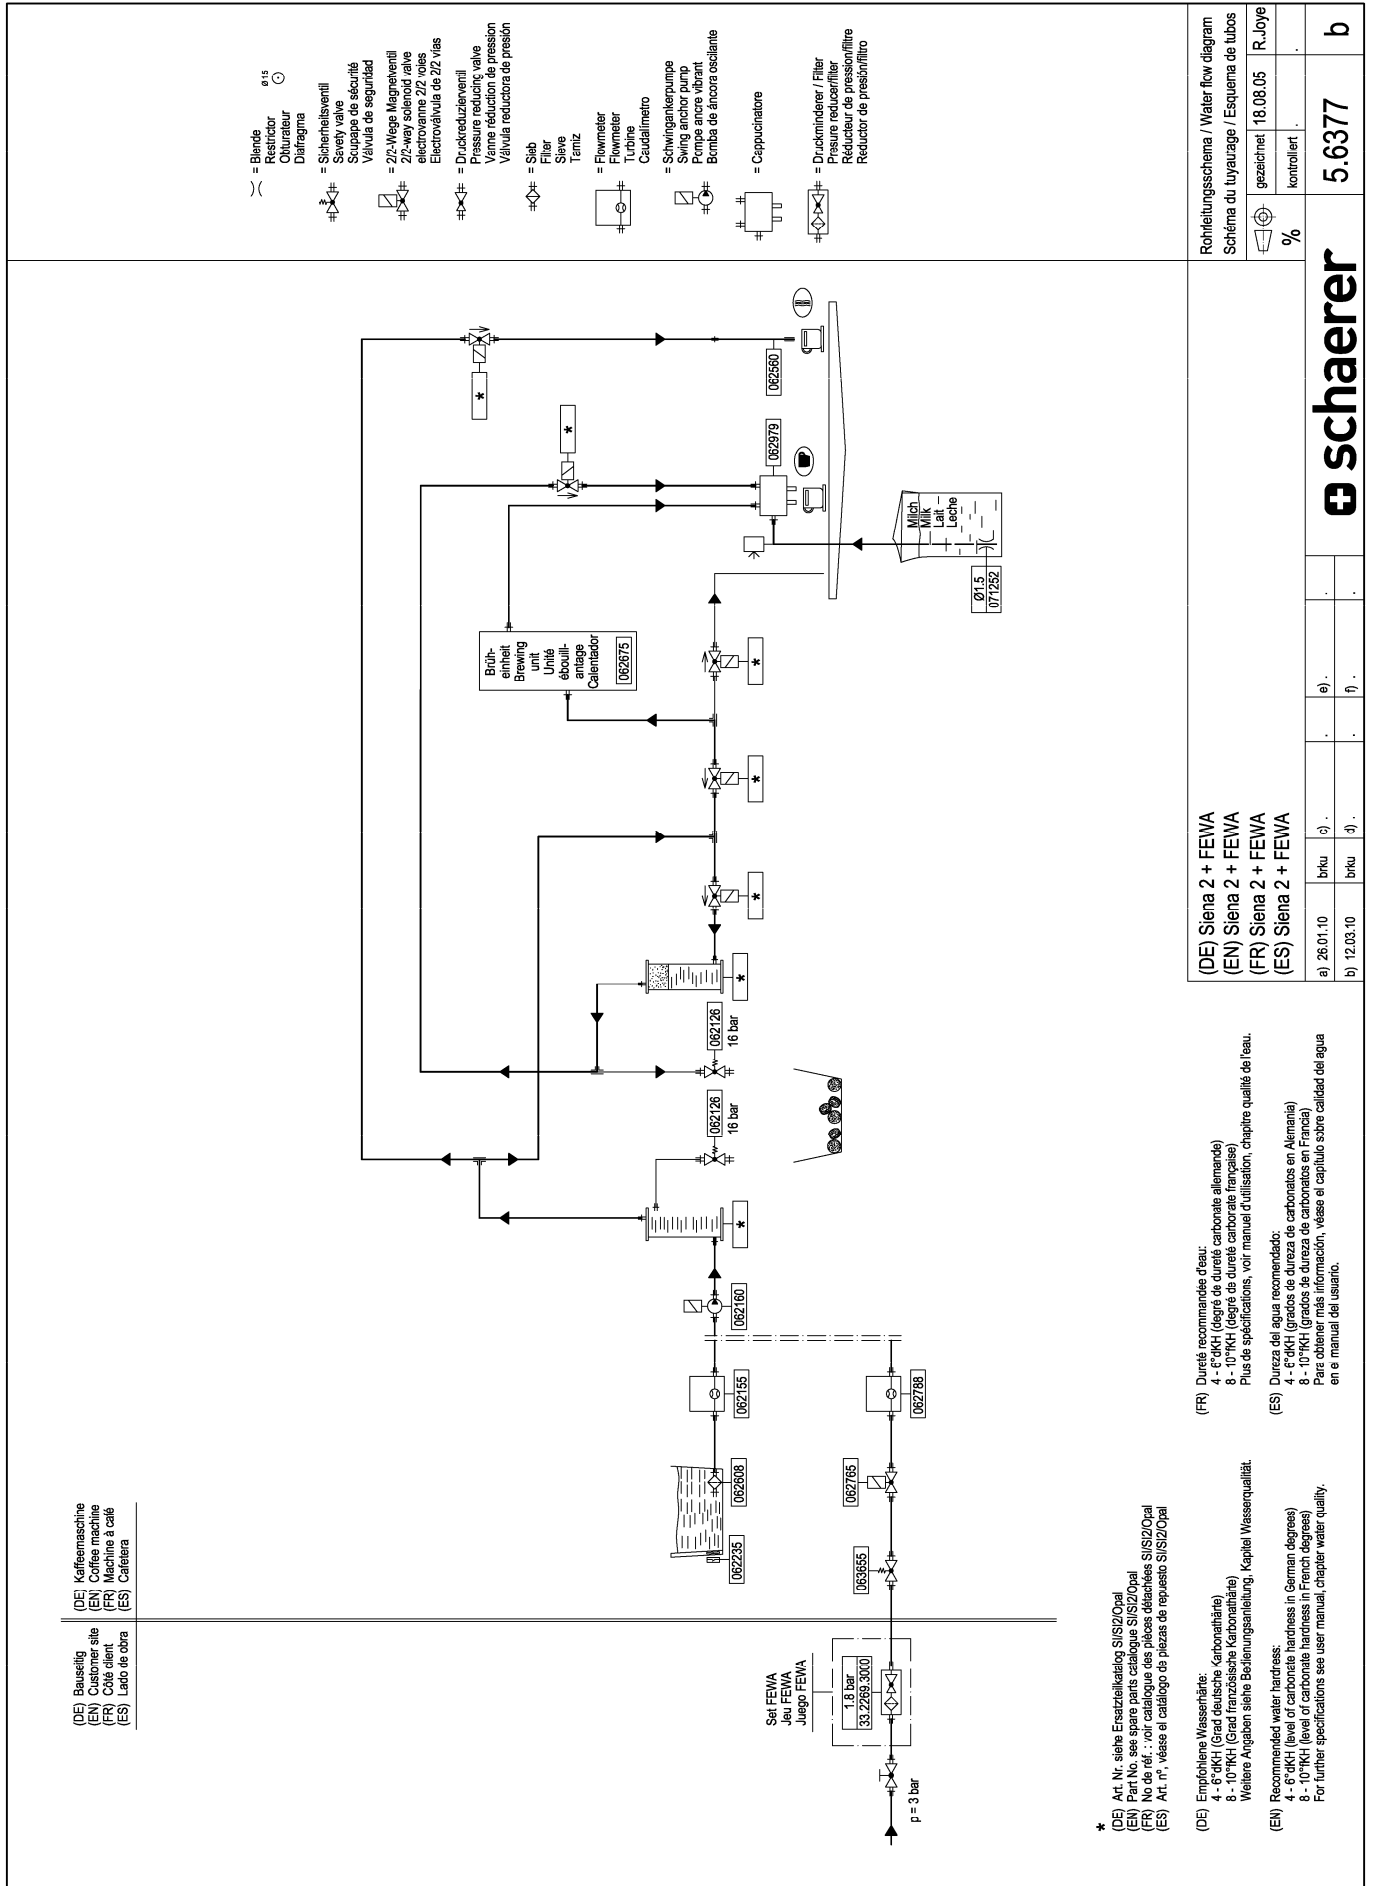 (DE) Bauseitig
(EN) Customer site
(FR) Côté client
(ES) Lado de obra
(DE) Kaffeemaschine
(EN) Coffee machine
(FR) Machine à café
(ES) Cafetera
= Blende
Restrictor
Obturateur
Diafragma
ø15
= Sicherheitsventil
Savety valve
Soupape de sécurité
Válvula de seguridad
= 2/2-Wege Magnetventil
2/2-way solenoid valve
electrovanne 2/2 voies
Electroválvula de 2/2 vías
= Druckreduzierventil
Pressure reducing valve
Vanne réduction de pression
Válvula reductora de presión
= Sieb
Filter
Sieve
Tamiz
= Flowmeter
Flowmeter
Turbine
Caudalímetro
= Schwingankerpumpe
Swing anchor pump
Pompe ancre vibrant
Bomba de áncora oscilante
= Cappucinatore
= Druckminderer / Filter
Presure reducer/filter
Réducteur de pression/filtre
Reductor de presión/filtro
Set FEWA
Jeu FEWA
Juego FEWA
1.8 bar
33.2269.3000
p = 3 bar
063655
062765
062788
062235
062608
062155
062160
*
062126
16 bar
062126
16 bar
*
*
*
*
Brüh-
einheit
Brewing
unit
Unité
ébouill-
antage
Calentador
062675
*
*
062979
062560
Milch
Milk
Lait
Leche
Ø1.5
071252
*
(DE) Art. Nr. siehe Ersatzteilkatalog SI/SI2/Opal
(EN) Part No. see spare parts catalogue SI/SI2/Opal
(FR) No de réf. : voir catalogue des pièces détachées SI/SI2/Opal
(ES) Art. nº, véase el catálogo de piezas de repuesto SI/SI2/Opal
(DE) Empfohlene Wasserhärte:
4 - 6°dKH (Grad deutsche Karbonathärte)
8 - 10°fKH (Grad französische Karbonathärte)
Weitere Angaben siehe Bedienungsanleitung, Kapitel Wasserqualität.
(EN) Recommended water hardness:
4 - 6°dKH (level of carbonate hardness in German degrees)
8 - 10°fKH (level of carbonate hardness in French degrees)
For further specifications see user manual, chapter water quality.
(FR) Dureté recommandée d'eau:
4 - 6°dKH (degré de dureté carbonate allemande)
8 - 10°fKH (degré de dureté carbonate française)
Plus de spécifications, voir manuel d'utilisation, chapitre qualité de l'eau.
(ES) Dureza del agua recomendado:
4 - 6°dKH (grados de dureza de carbonatos en Alemania)
8 - 10°fKH (grados de dureza de carbonatos en Francia)
Para obtener más información, véase el capítulo sobre calidad del agua
en el manual del usuario.
(DE) Siena 2 + FEWA
(EN) Siena 2 + FEWA
(FR) Siena 2 + FEWA
(ES) Siena 2 + FEWA
Rohrleitungsschema / Water flow diagram
Schéma du tuyautage / Esquema de tubos
%
gezeichnet 18.08.05 R.Joye
kontrolliert . .
a) 26.01.10 brku c) . . e) . .
b) 12.03.10 brku d) . . f) . .
schaerer
5.6377 b